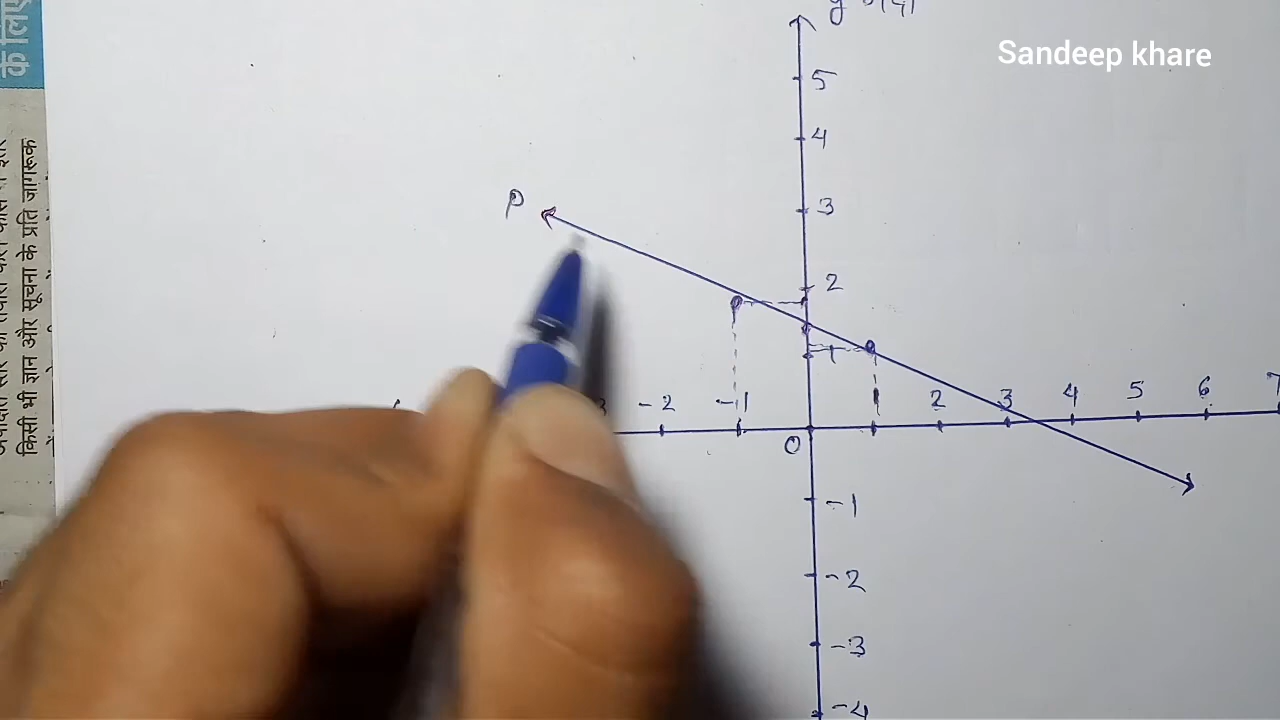 Sandeep khare
के लिए
किसी भी ज्ञान और सूचना के प्रति जागरूक
5
4
3
P
2
1
-2 -1 1 2 3 4 5 6 7
O
-1
-2
-3
-4